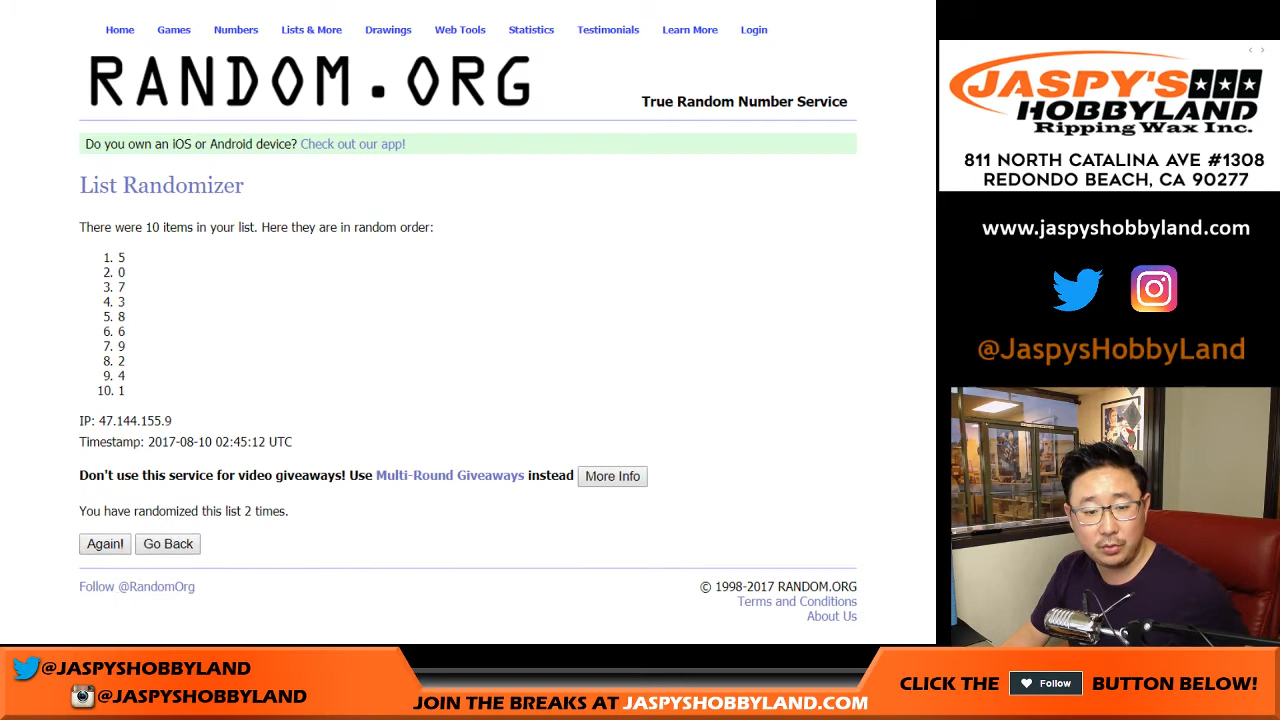 Home Games Numbers Lists & More Drawings Web Tools Statistics Testimonials Learn More Login
RANDOM.ORG
True Random Number Service
Do you own an iOS or Android device? Check out our app!
List Randomizer
There were 10 items in your list. Here they are in random order:
1. 5
2. 0
3. 7
4. 3
5. 8
6. 6
7. 9
8. 2
9. 4
10. 1
IP: 47.144.155.9
Timestamp: 2017-08-10 02:45:12 UTC
Don't use this service for video giveaways! Use Multi-Round Giveaways instead More Info
You have randomized this list 2 times.
Again! Go Back
Follow @RandomOrg
© 1998-2017 RANDOM.ORG
Terms and Conditions
About Us
JASPY'S
HOBBYLAND
Ripping Wax Inc.
811 NORTH CATALINA AVE #1308
REDONDO BEACH, CA 90277
www.jaspyshobbyland.com
@JaspysHobbyLand
@JASPYSHOBBYLAND
@JASPYSHOBBYLAND
JOIN THE BREAKS AT JASPYSHOBBYLAND.COM
CLICK THE Follow BUTTON BELOW!